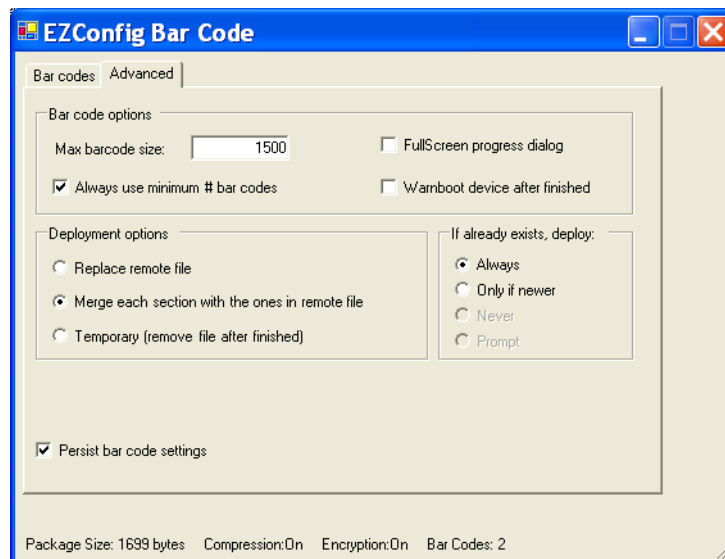 EZConfig Bar Code
Bar codes Advanced
Bar code options
Max barcode size: 1500
FullScreen progress dialog
Always use minimum # bar codes
Warmboot device after finished
Deployment options
Replace remote file
Merge each section with the ones in remote file
Temporary (remove file after finished)
If already exists, deploy:
Always
Only if newer
Never
Prompt
Persist bar code settings
Package Size: 1699 bytes Compression:On Encryption:On Bar Codes: 2